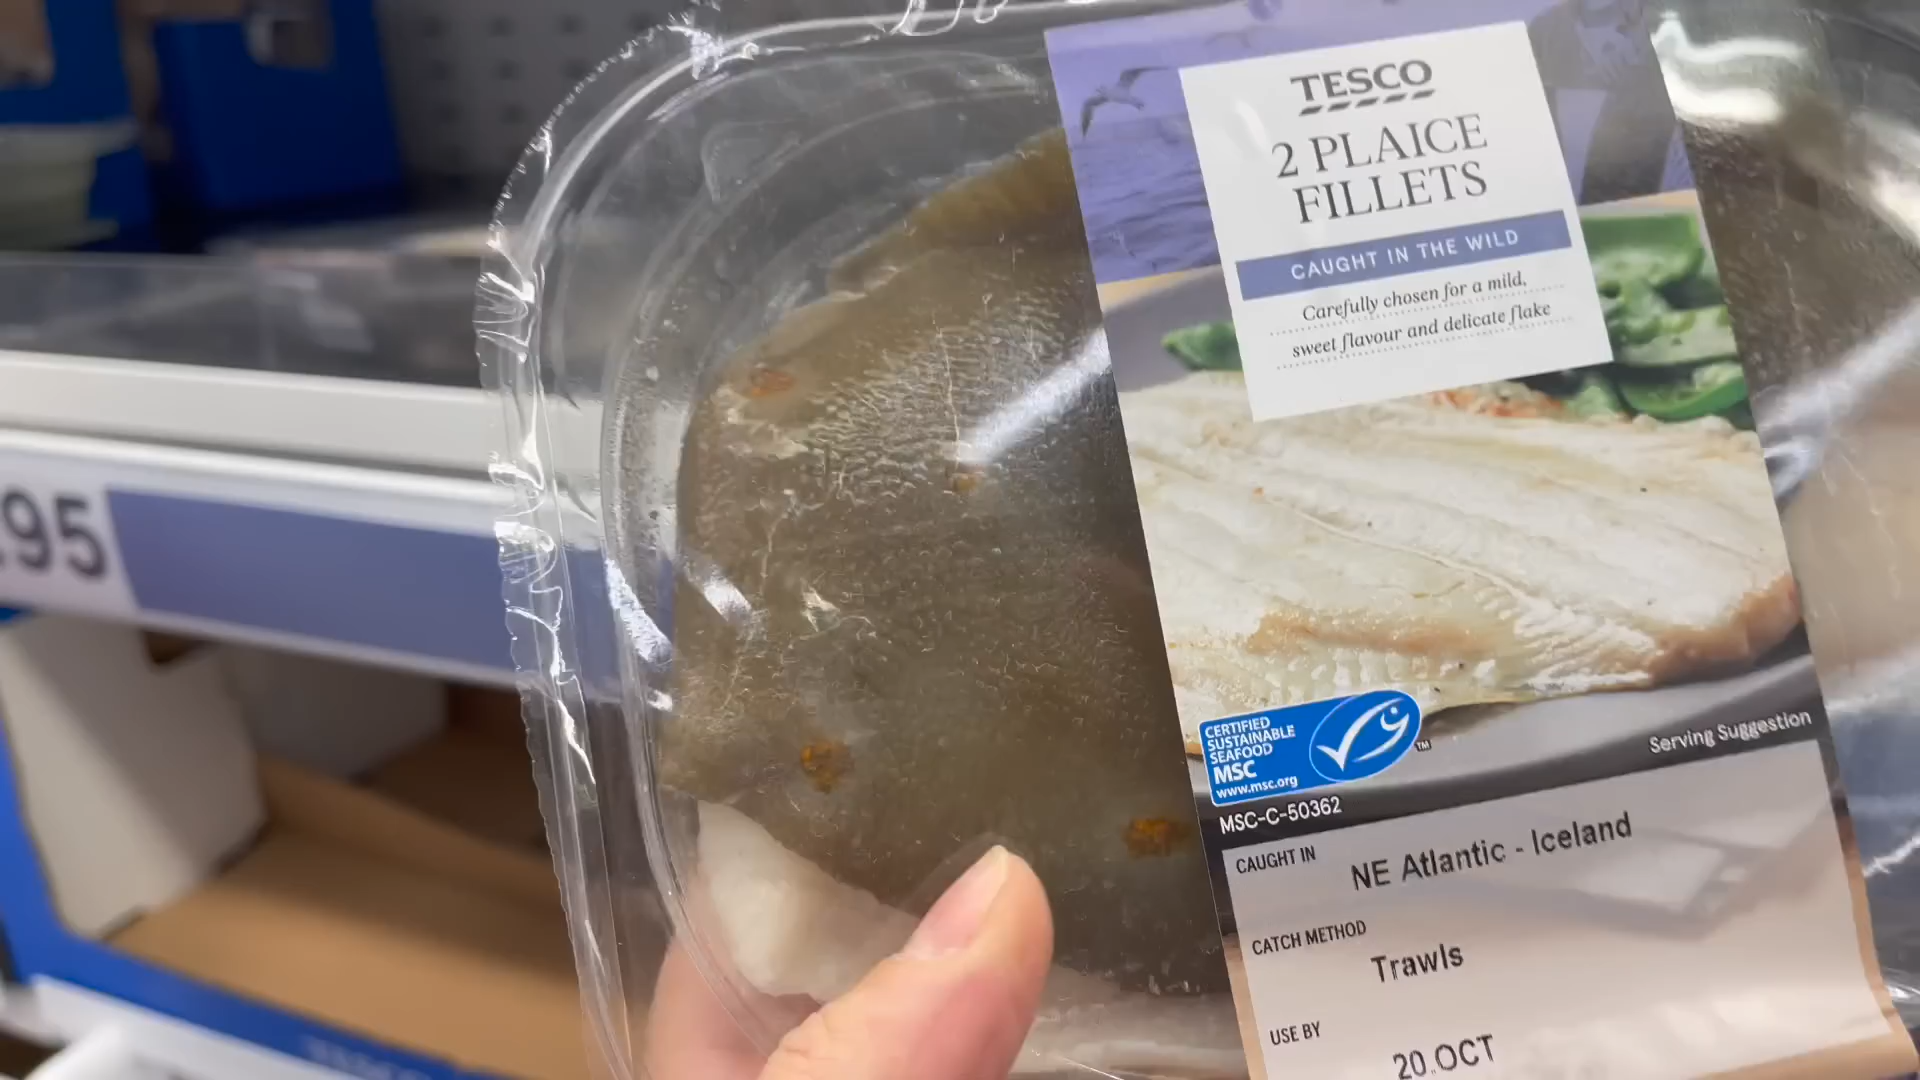 TESCO
2 PLAICE
FILLETS
CAUGHT IN THE WILD
Carefully chosen for a mild,
sweet flavour and delicate flake
CERTIFIED
SUSTAINABLE
SEAFOOD
MSC
www.msc.org
TM
Serving Suggestion
MSC-C-50362
CAUGHT IN
NE Atlantic - Iceland
CATCH METHOD
Trawls
USE BY
20.OCT
95